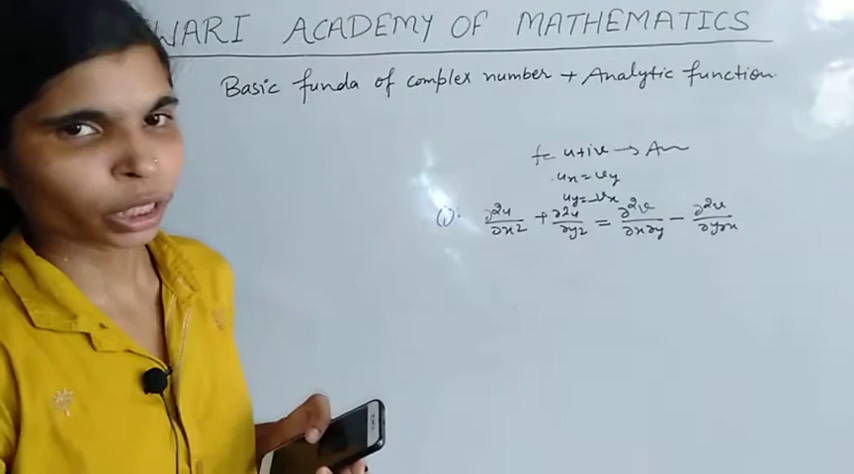 WARI ACADEMY OF MATHEMATICS
Basic funda of complex number + Analytic function.
f= u+iv → An
ux = vy
uy = -vx
(i): ∂²u/∂x² + ∂²u/∂y² = ∂²v/∂x∂y - ∂²v/∂y∂x